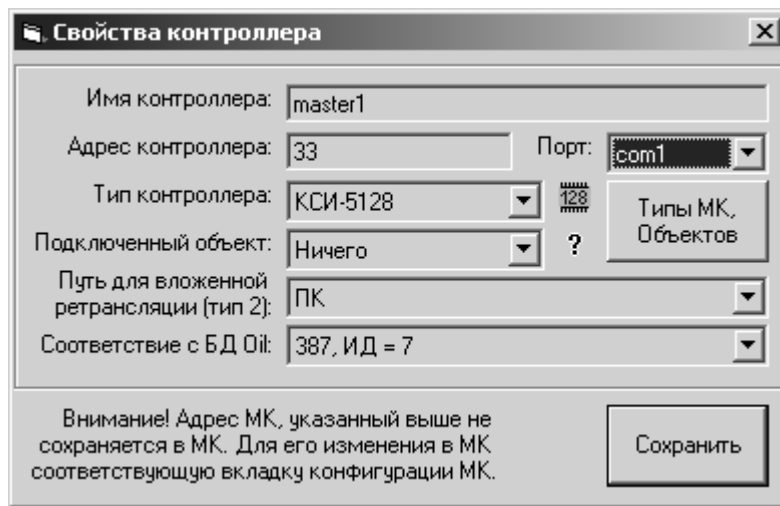 Свойства контроллера
Имя контроллера: master1
Адрес контроллера: 33 Порт: com1
Тип контроллера: КСИ-5128 128 Типы МК, Объектов
Подключенный объект: Ничего ?
Путь для вложенной
ретрансляции (тип 2): ПК
Соответствие с БД Oil: 387, ИД = 7
Внимание! Адрес МК, указанный выше не
сохраняется в МК. Для его изменения в МК
соответствующую вкладку конфигурации МК.
Сохранить